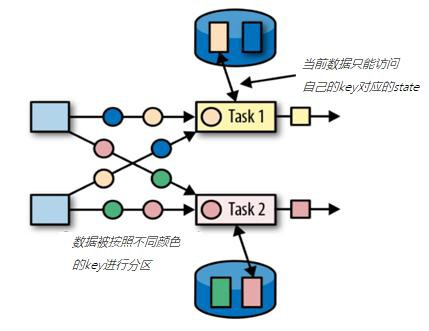 当前数据只能访问
自己的key对应的state
Task 1
Task 2
数据被按照不同颜色
的key进行分区